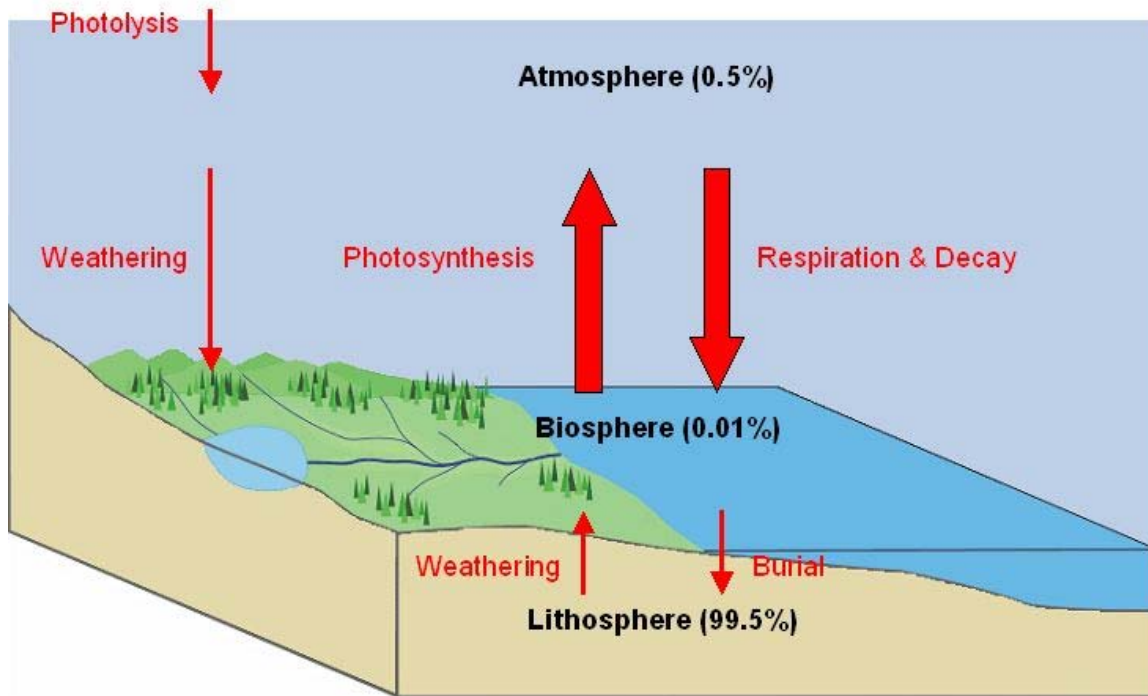 Photolysis
Atmosphere (0.5%)
Weathering
Photosynthesis
Respiration & Decay
Biosphere (0.01%)
Weathering
Burial
Lithosphere (99.5%)